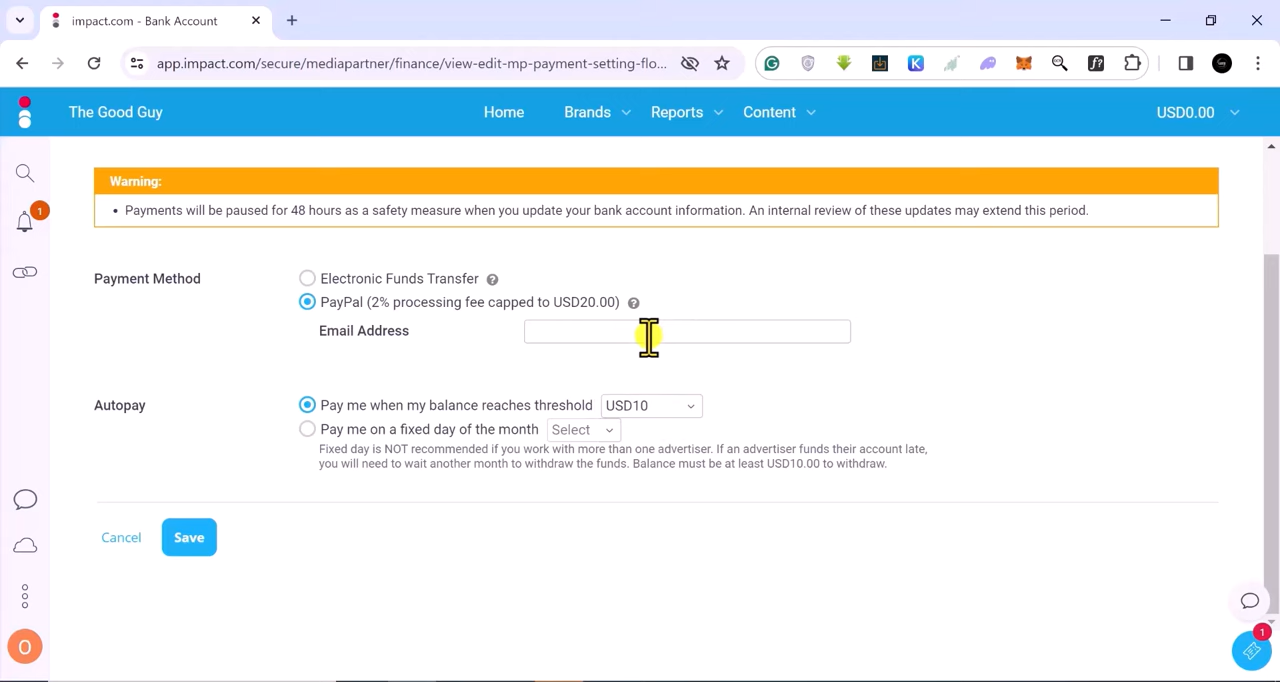 impact.com - Bank Account
app.impact.com/secure/mediapartner/finance/view-edit-mp-payment-setting-flo...
The Good Guy
Home
Brands
Reports
Content
USD0.00
Warning:
1
• Payments will be paused for 48 hours as a safety measure when you update your bank account information. An internal review of these updates may extend this period.
Payment Method
Electronic Funds Transfer ?
PayPal (2% processing fee capped to USD20.00) ?
Email Address
Autopay
Pay me when my balance reaches threshold USD10
Pay me on a fixed day of the month Select
Fixed day is NOT recommended if you work with more than one advertiser. If an advertiser funds their account late,
you will need to wait another month to withdraw the funds. Balance must be at least USD10.00 to withdraw.
Cancel
Save
O
1